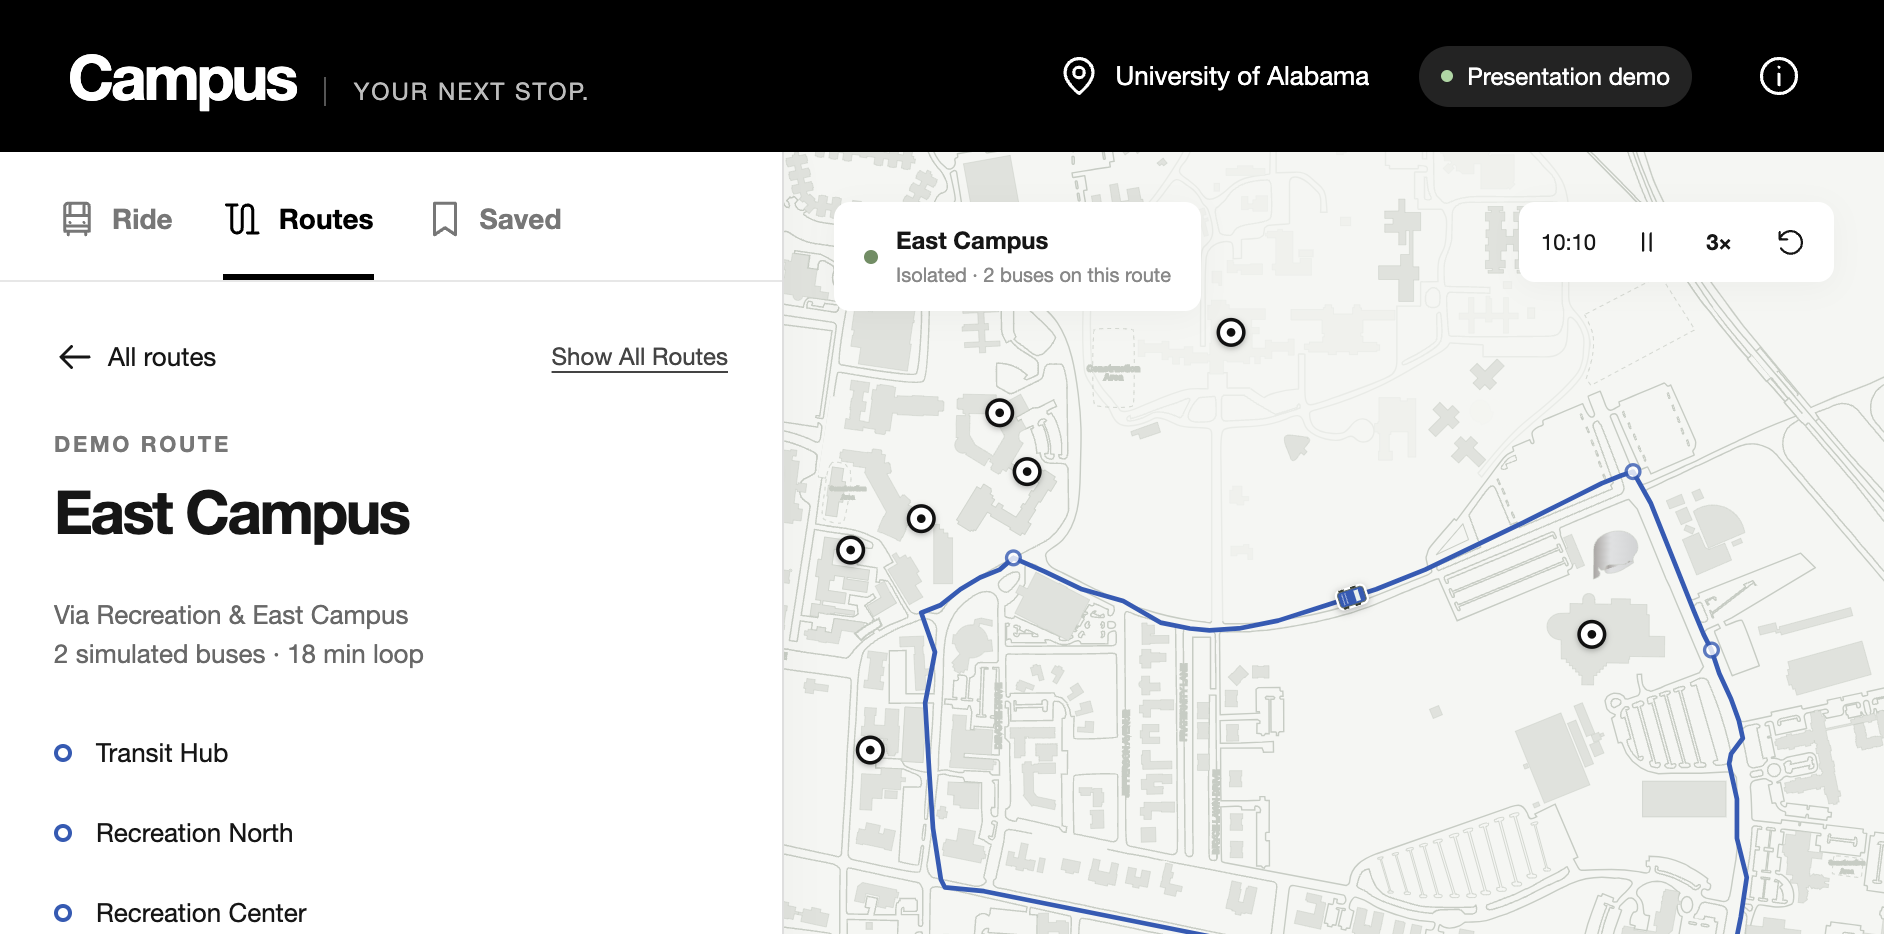 Campus
YOUR NEXT STOP.
University of Alabama
Presentation demo
Ride
Routes
Saved
All routes
Show All Routes
DEMO ROUTE
East Campus
Via Recreation & East Campus
2 simulated buses · 18 min loop
Transit Hub
Recreation North
Recreation Center
East Campus
Isolated · 2 buses on this route
10:10
3×
Construction
Area